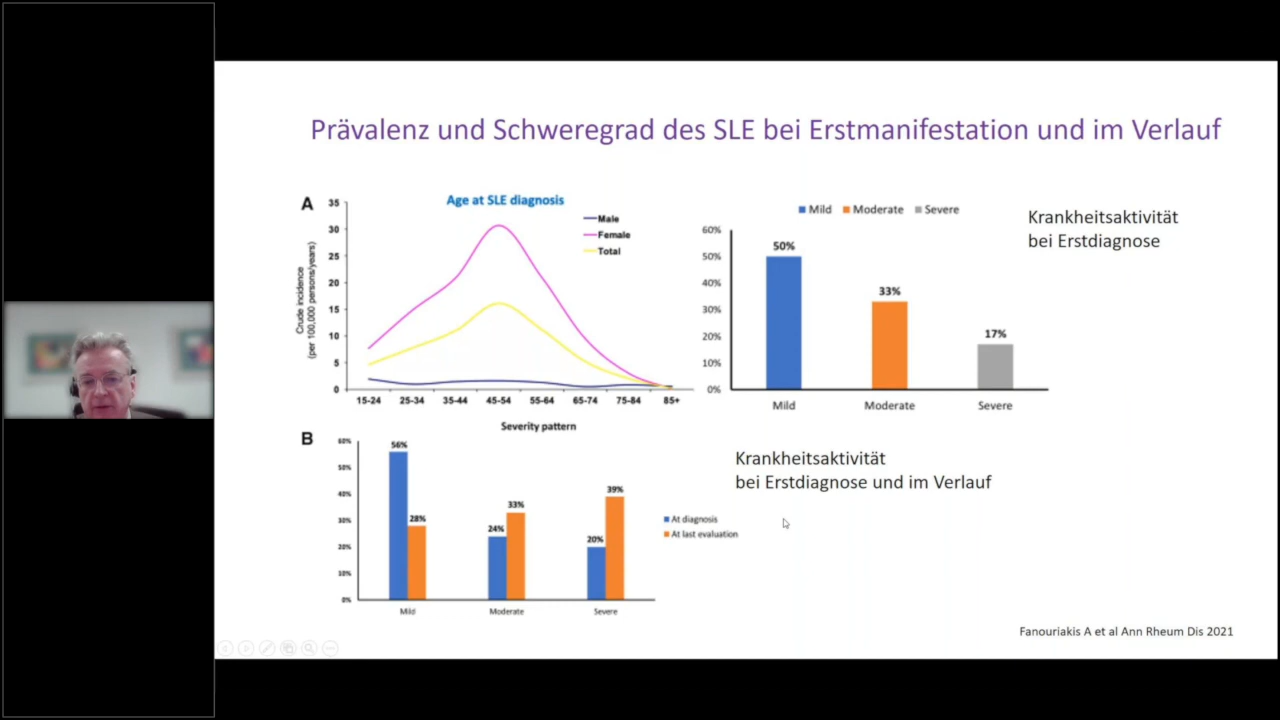 Prävalenz und Schweregrad des SLE bei Erstmanifestation und im Verlauf
A
Age at SLE diagnosis
Crude incidence
(per 100,000 persons/years)
35
30
25
20
15
10
5
0
Male
Female
Total
15-24 25-34 35-44 45-54 55-64 65-74 75-84 85+
Mild Moderate Severe
60%
50%
40%
30%
20%
10%
0%
50%
33%
17%
Mild Moderate Severe
Krankheitsaktivität
bei Erstdiagnose
B
Severity pattern
60%
50%
40%
30%
20%
10%
0%
56%
28%
24%
33%
20%
39%
Mild Moderate Severe
At diagnosis
At last evaluation
Krankheitsaktivität
bei Erstdiagnose und im Verlauf
Fanouriakis A et al Ann Rheum Dis 2021